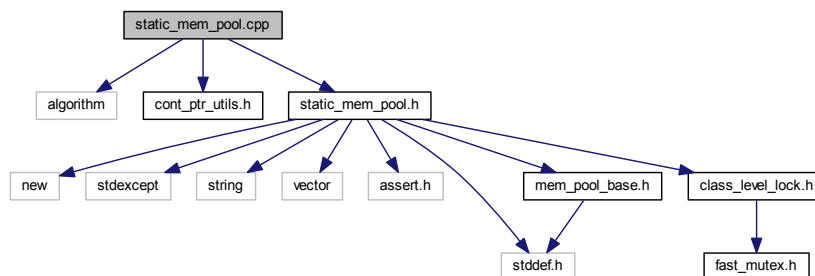 static_mem_pool.cpp
algorithm
cont_ptr_utils.h
static_mem_pool.h
new
stdexcept
string
vector
assert.h
mem_pool_base.h
class_level_lock.h
stddef.h
fast_mutex.h